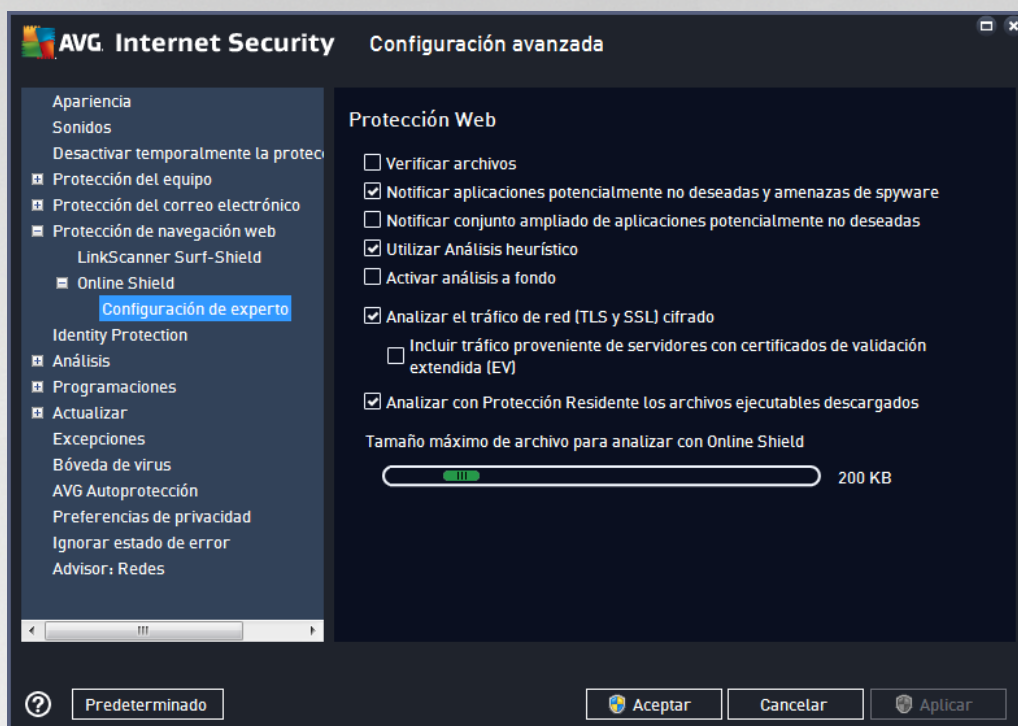 AVG. Internet Security
Configuración avanzada
Apariencia
Sonidos
Desactivar temporalmente la protec
Protección del equipo
Protección del correo electrónico
Protección de navegación web
LinkScanner Surf-Shield
Online Shield
Configuración de experto
Identity Protection
Análisis
Programaciones
Actualizar
Excepciones
Bóveda de virus
AVG Autoprotección
Preferencias de privacidad
Ignorar estado de error
Advisor: Redes
Protección Web
Verificar archivos
Notificar aplicaciones potencialmente no deseadas y amenazas de spyware
Notificar conjunto ampliado de aplicaciones potencialmente no deseadas
Utilizar Análisis heurístico
Activar análisis a fondo
Analizar el tráfico de red (TLS y SSL) cifrado
Incluir tráfico proveniente de servidores con certificados de validación
extendida (EV)
Analizar con Protección Residente los archivos ejecutables descargados
Tamaño máximo de archivo para analizar con Online Shield
200 KB
Predeterminado
Aceptar
Cancelar
Aplicar